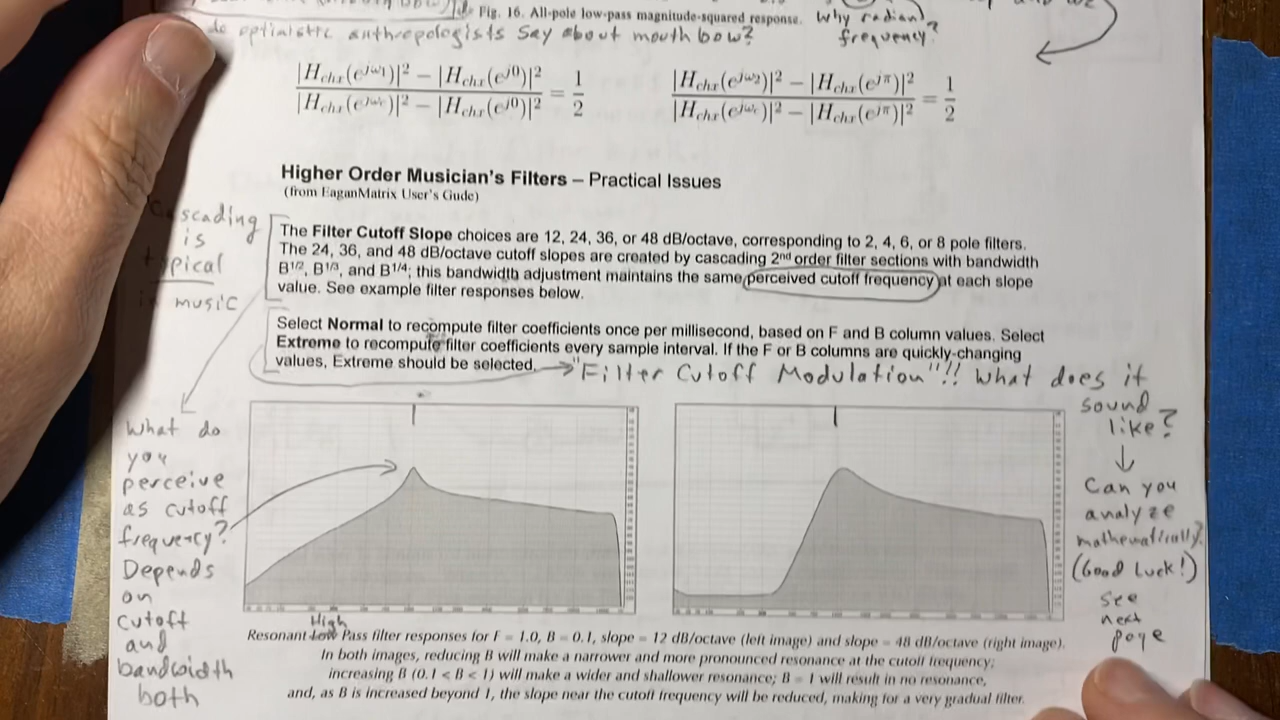 Fig. 16. All-pole low-pass magnitude-squared response.
Why radian
frequency?
do optimistic anthropologists say about mouth bow?
|H_chx(e^jω₁)|² − |H_chx(e^j0)|² / |H_chx(e^jω_c)|² − |H_chx(e^j0)|² = 1/2
|H_chx(e^jω₂)|² − |H_chx(e^jπ)|² / |H_chx(e^jω_c)|² − |H_chx(e^jπ)|² = 1/2
Higher Order Musician's Filters – Practical Issues
(from EaganMatrix User's Gude)
Cascading
is
typical
in music
The Filter Cutoff Slope choices are 12, 24, 36, or 48 dB/octave, corresponding to 2, 4, 6, or 8 pole filters.
The 24, 36, and 48 dB/octave cutoff slopes are created by cascading 2nd order filter sections with bandwidth
B1/2, B1/3, and B1/4; this bandwidth adjustment maintains the same perceived cutoff frequency at each slope
value. See example filter responses below.
Select Normal to recompute filter coefficients once per millisecond, based on F and B column values. Select
Extreme to recompute filter coefficients every sample interval. If the F or B columns are quickly-changing
values, Extreme should be selected.
"Filter Cutoff Modulation"!! What does it
sound
like?
Can you
analyze
mathematically?
(Good Luck!)
see
next
page
What do
you
perceive
as cutoff
frequency?
Depends
on
cutoff
and
bandwidth
both
High
Resonant Low Pass filter responses for F = 1.0, B = 0.1, slope = 12 dB/octave (left image) and slope = 48 dB/octave (right image).
In both images, reducing B will make a narrower and more pronounced resonance at the cutoff frequency;
increasing B (0.1 < B < 1) will make a wider and shallower resonance; B = 1 will result in no resonance,
and, as B is increased beyond 1, the slope near the cutoff frequency will be reduced, making for a very gradual filter.